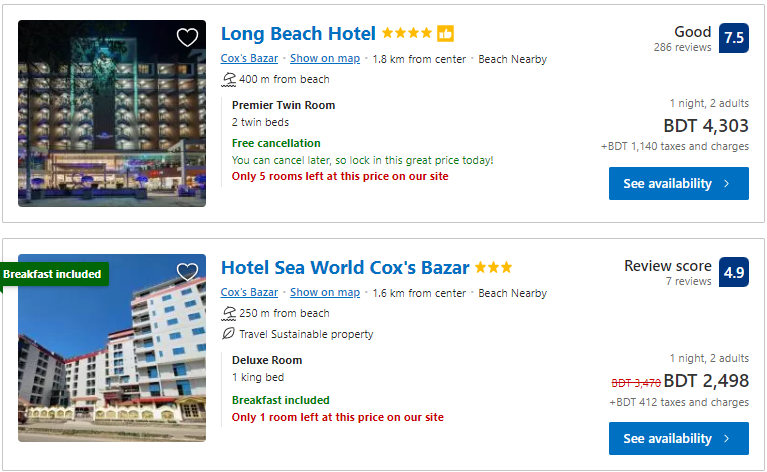 Long Beach Hotel
Good
7.5
286 reviews
Cox's Bazar · Show on map · 1.8 km from center · Beach Nearby
400 m from beach
Premier Twin Room
2 twin beds
Free cancellation
You can cancel later, so lock in this great price today!
Only 5 rooms left at this price on our site
1 night, 2 adults
BDT 4,303
+BDT 1,140 taxes and charges
See availability
Breakfast included
Hotel Sea World Cox's Bazar
Review score
4.9
7 reviews
Cox's Bazar · Show on map · 1.6 km from center · Beach Nearby
250 m from beach
Travel Sustainable property
Deluxe Room
1 king bed
Breakfast included
Only 1 room left at this price on our site
1 night, 2 adults
BDT 3,470 BDT 2,498
+BDT 412 taxes and charges
See availability